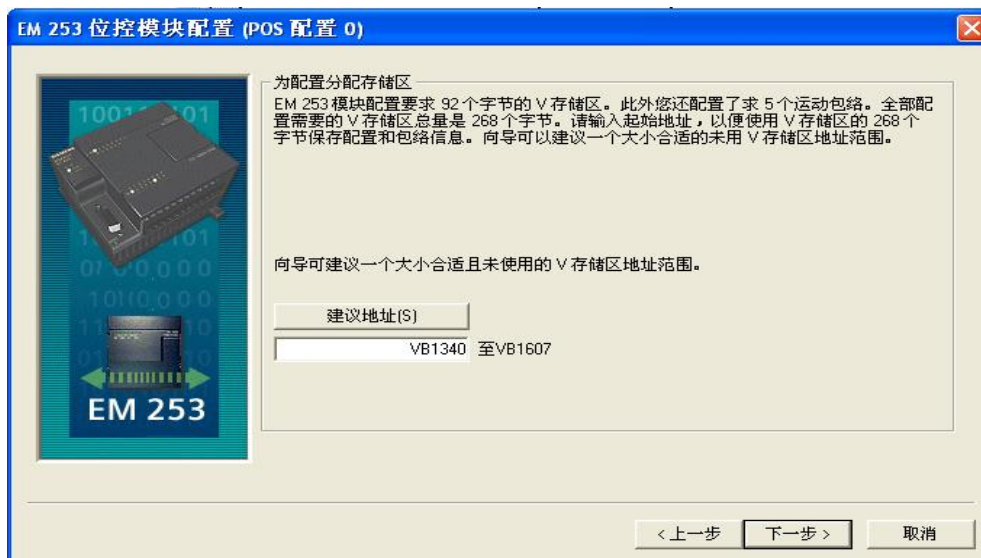 EM 253 位控模块配置 (POS 配置 0)
为配置分配存储区
EM 253 模块配置要求 92 个字节的 V 存储区。此外您还配置了求 5 个运动包络。全部配
置需要的 V 存储区总量是 268 个字节。请输入起始地址，以便使用 V 存储区的 268 个
字节保存配置和包络信息。向导可以建议一个大小合适的未用 V 存储区地址范围。
向导可建议一个大小合适且未使用的 V 存储区地址范围。
建议地址(S)
VB1340 至VB1607
EM 253
<上一步 下一步> 取消